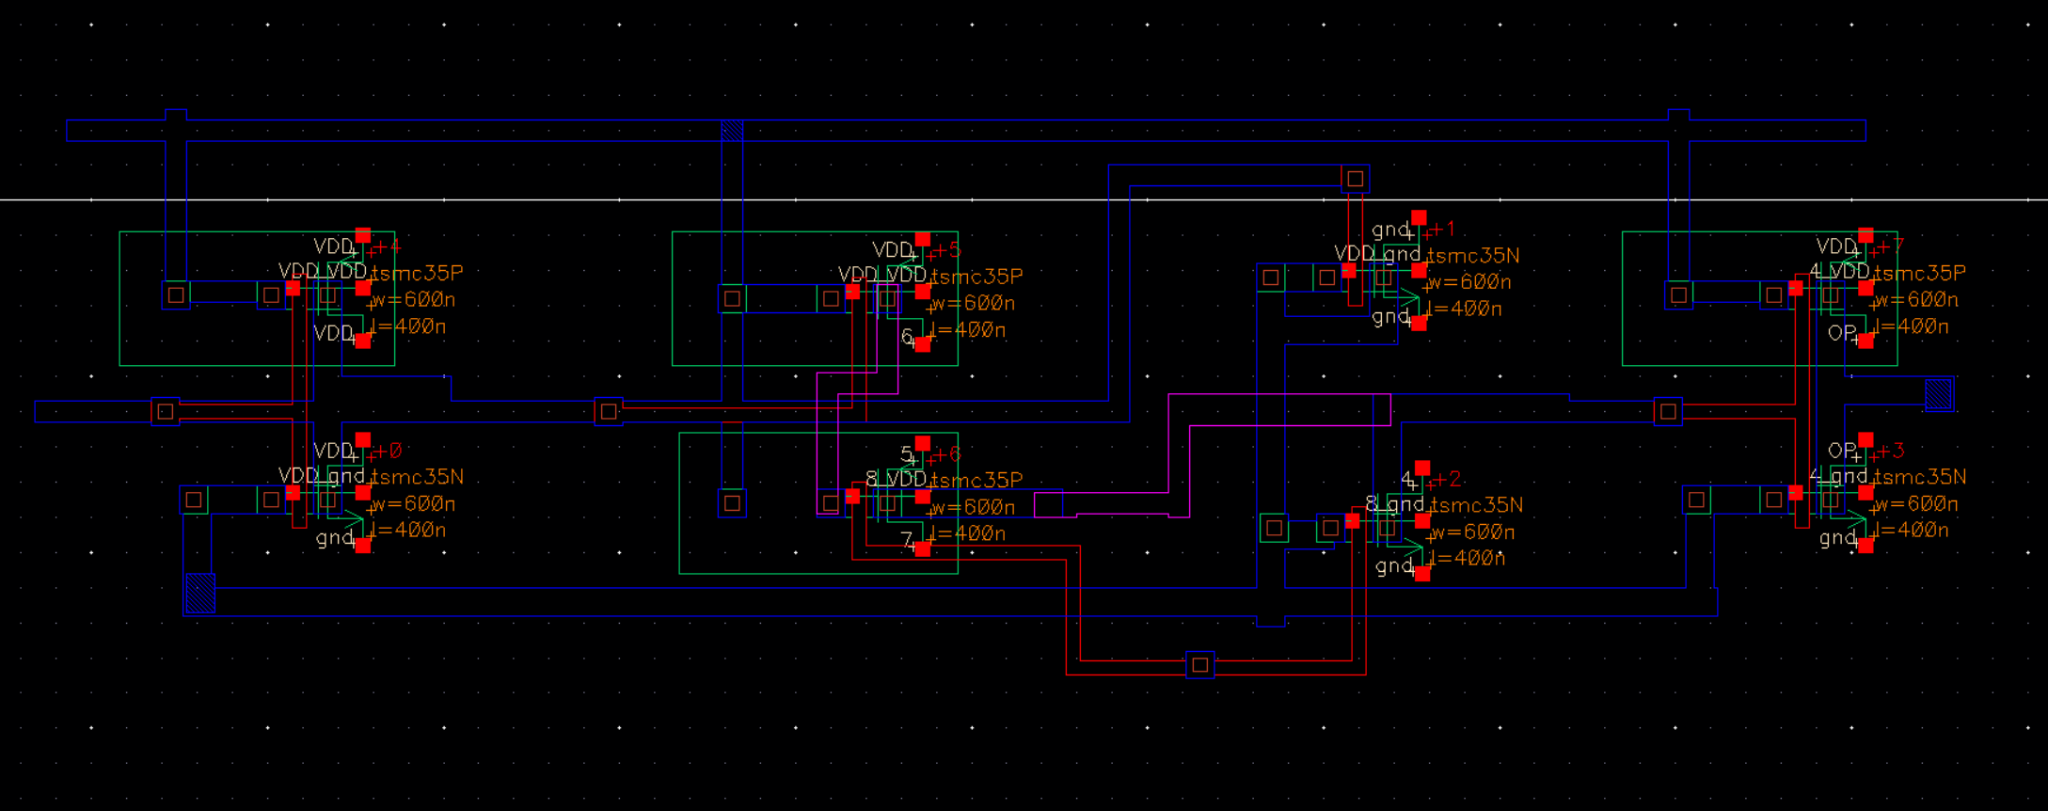 VDD +4
VDD VDD tsmc35P
w=600n
VDD l=400n
VDD +5
VDD VDD tsmc35P
w=600n
6 l=400n
gnd +1
VDD gnd tsmc35N
w=600n
gnd l=400n
VDD +7
4 VDD tsmc35P
w=600n
OP l=400n
VDD +0
VDD gnd tsmc35N
w=600n
gnd l=400n
5 +6
8 VDD tsmc35P
w=600n
7 l=400n
4 +2
8 gnd tsmc35N
w=600n
gnd l=400n
OP +3
4 gnd tsmc35N
w=600n
gnd l=400n